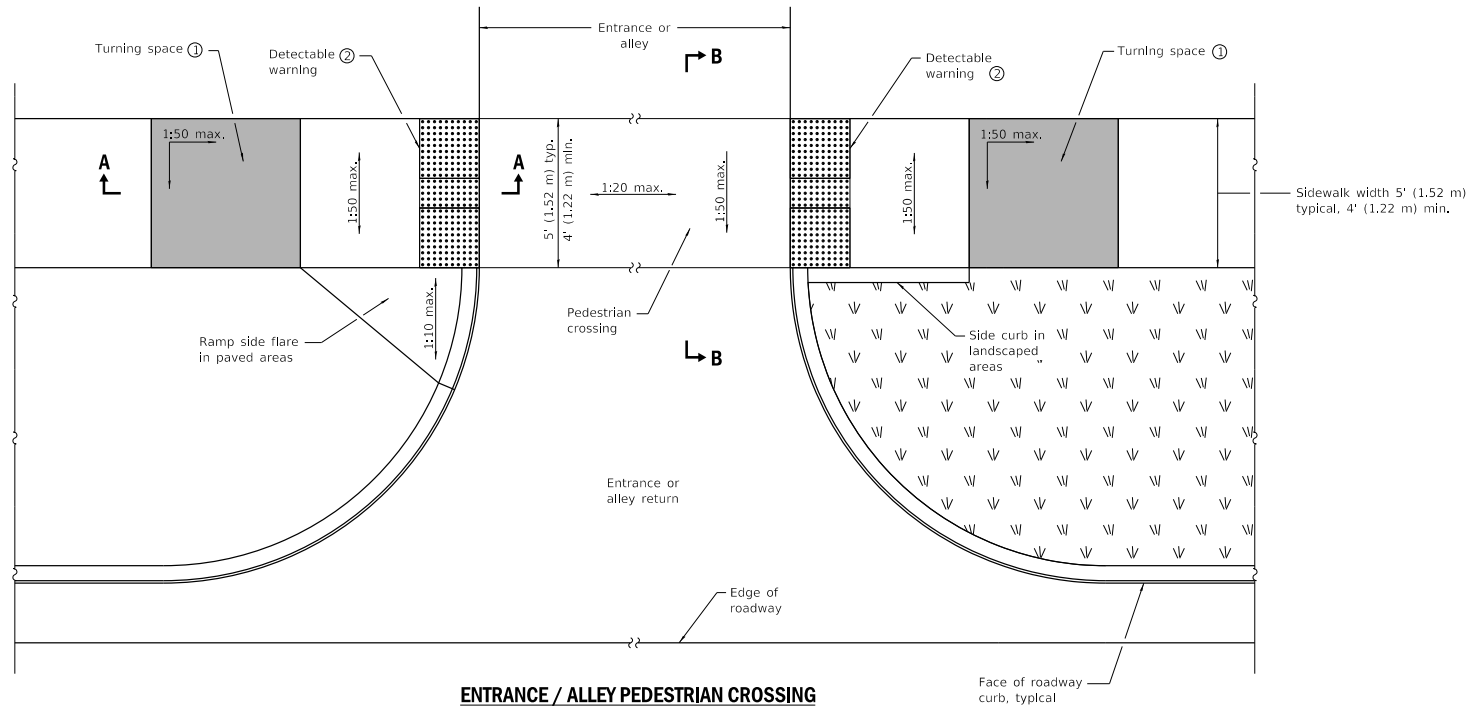 Entrance or
alley
Turning space ①
Detectable ②
warning
B
Detectable
warning ②
Turning space ①
1:50 max.
A
1:50 max.
A
5' (1.52 m) typ.
4' (1.22 m) min.
1:20 max.
1:50 max.
1:50 max.
1:50 max.
Sidewalk width 5' (1.52 m)
typical, 4' (1.22 m) min.
Ramp side flare
in paved areas
1:10 max.
Pedestrian
crossing
B
Side curb in
landscaped
areas
Entrance or
alley return
Edge of
roadway
Face of roadway
curb, typical
ENTRANCE / ALLEY PEDESTRIAN CROSSING